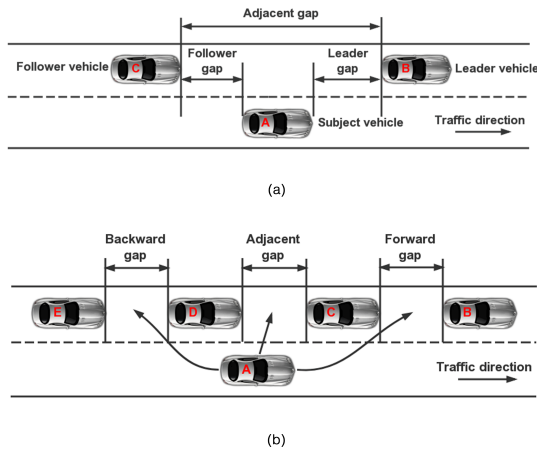 Adjacent gap
Follower vehicle
C
Follower
gap
Leader
gap
B
Leader vehicle
A
Subject vehicle
Traffic direction
(a)
Backward
gap
Adjacent
gap
Forward
gap
E
D
C
B
A
Traffic direction
(b)